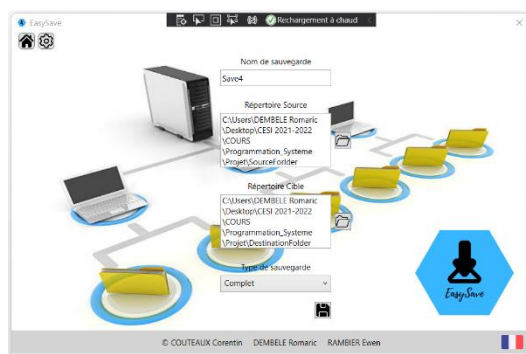 EasySave
Rechargement à chaud
Nom de sauvegarde
Save4
Répertoire Source
C:\Users\DEMBELE Romaric
\Desktop\CESI 2021-2022
\COURS
\Programmation_Systeme
\Projet\SourceForlder
Répertoire Cible
C:\Users\DEMBELE Romaric
\Desktop\CESI 2021-2022
\COURS
\Programmation_Systeme
\Projet\DestinationFolder
Type de sauvegarde
Complet
EasySave
© COUTEAUX Corentin DEMBELE Romaric RAMBIER Ewen